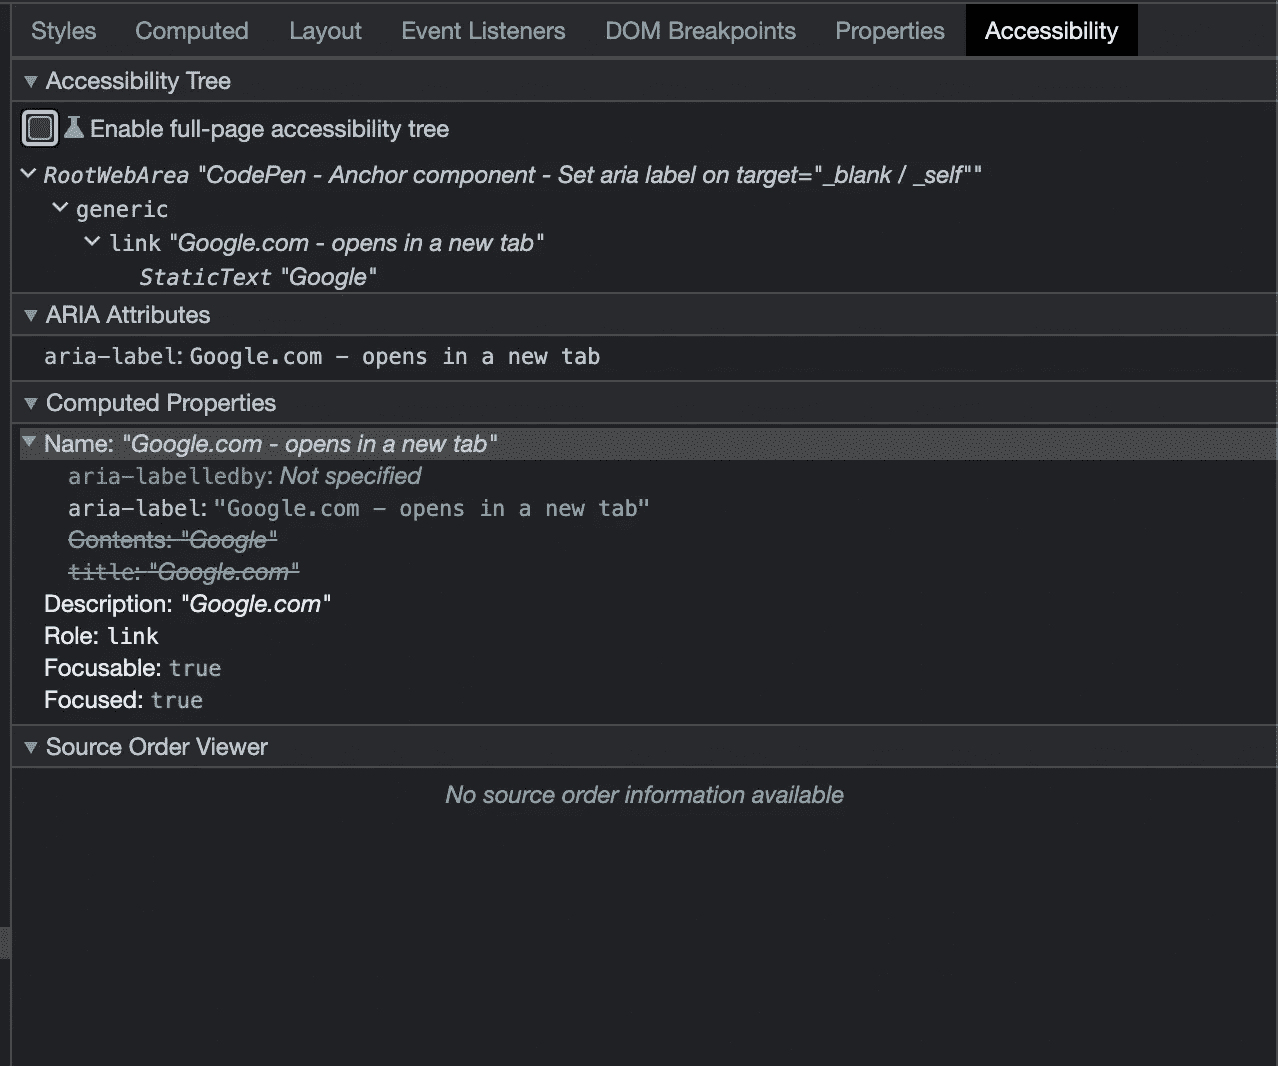 Styles Computed Layout Event Listeners DOM Breakpoints Properties Accessibility
Accessibility Tree
Enable full-page accessibility tree
RootWebArea "CodePen - Anchor component - Set aria label on target="_blank / _self""
generic
link "Google.com - opens in a new tab"
StaticText "Google"
ARIA Attributes
aria-label: Google.com - opens in a new tab
Computed Properties
Name: "Google.com - opens in a new tab"
aria-labelledby: Not specified
aria-label: "Google.com - opens in a new tab"
Contents: "Google"
title: "Google.com"
Description: "Google.com"
Role: link
Focusable: true
Focused: true
Source Order Viewer
No source order information available